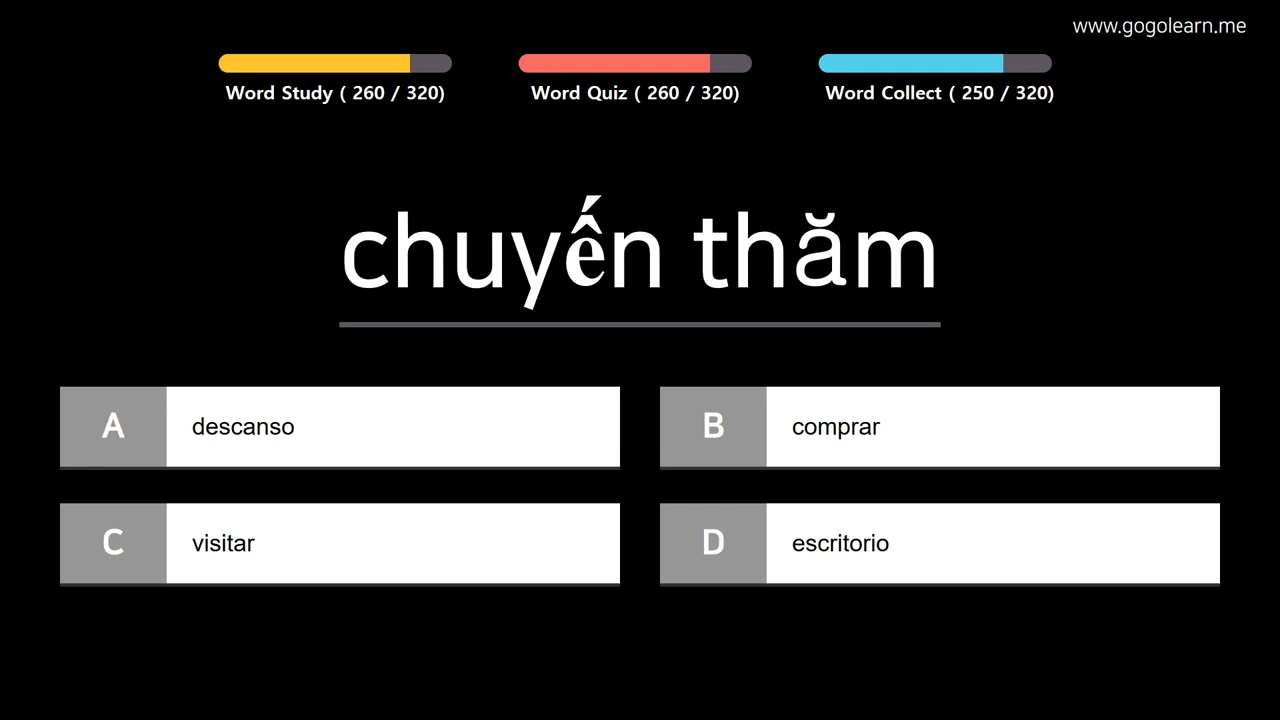 www.gogolearn.me
Word Study ( 260 / 320)
Word Quiz ( 260 / 320)
Word Collect ( 250 / 320)
chuyến thăm
A descanso
B comprar
C visitar
D escritorio